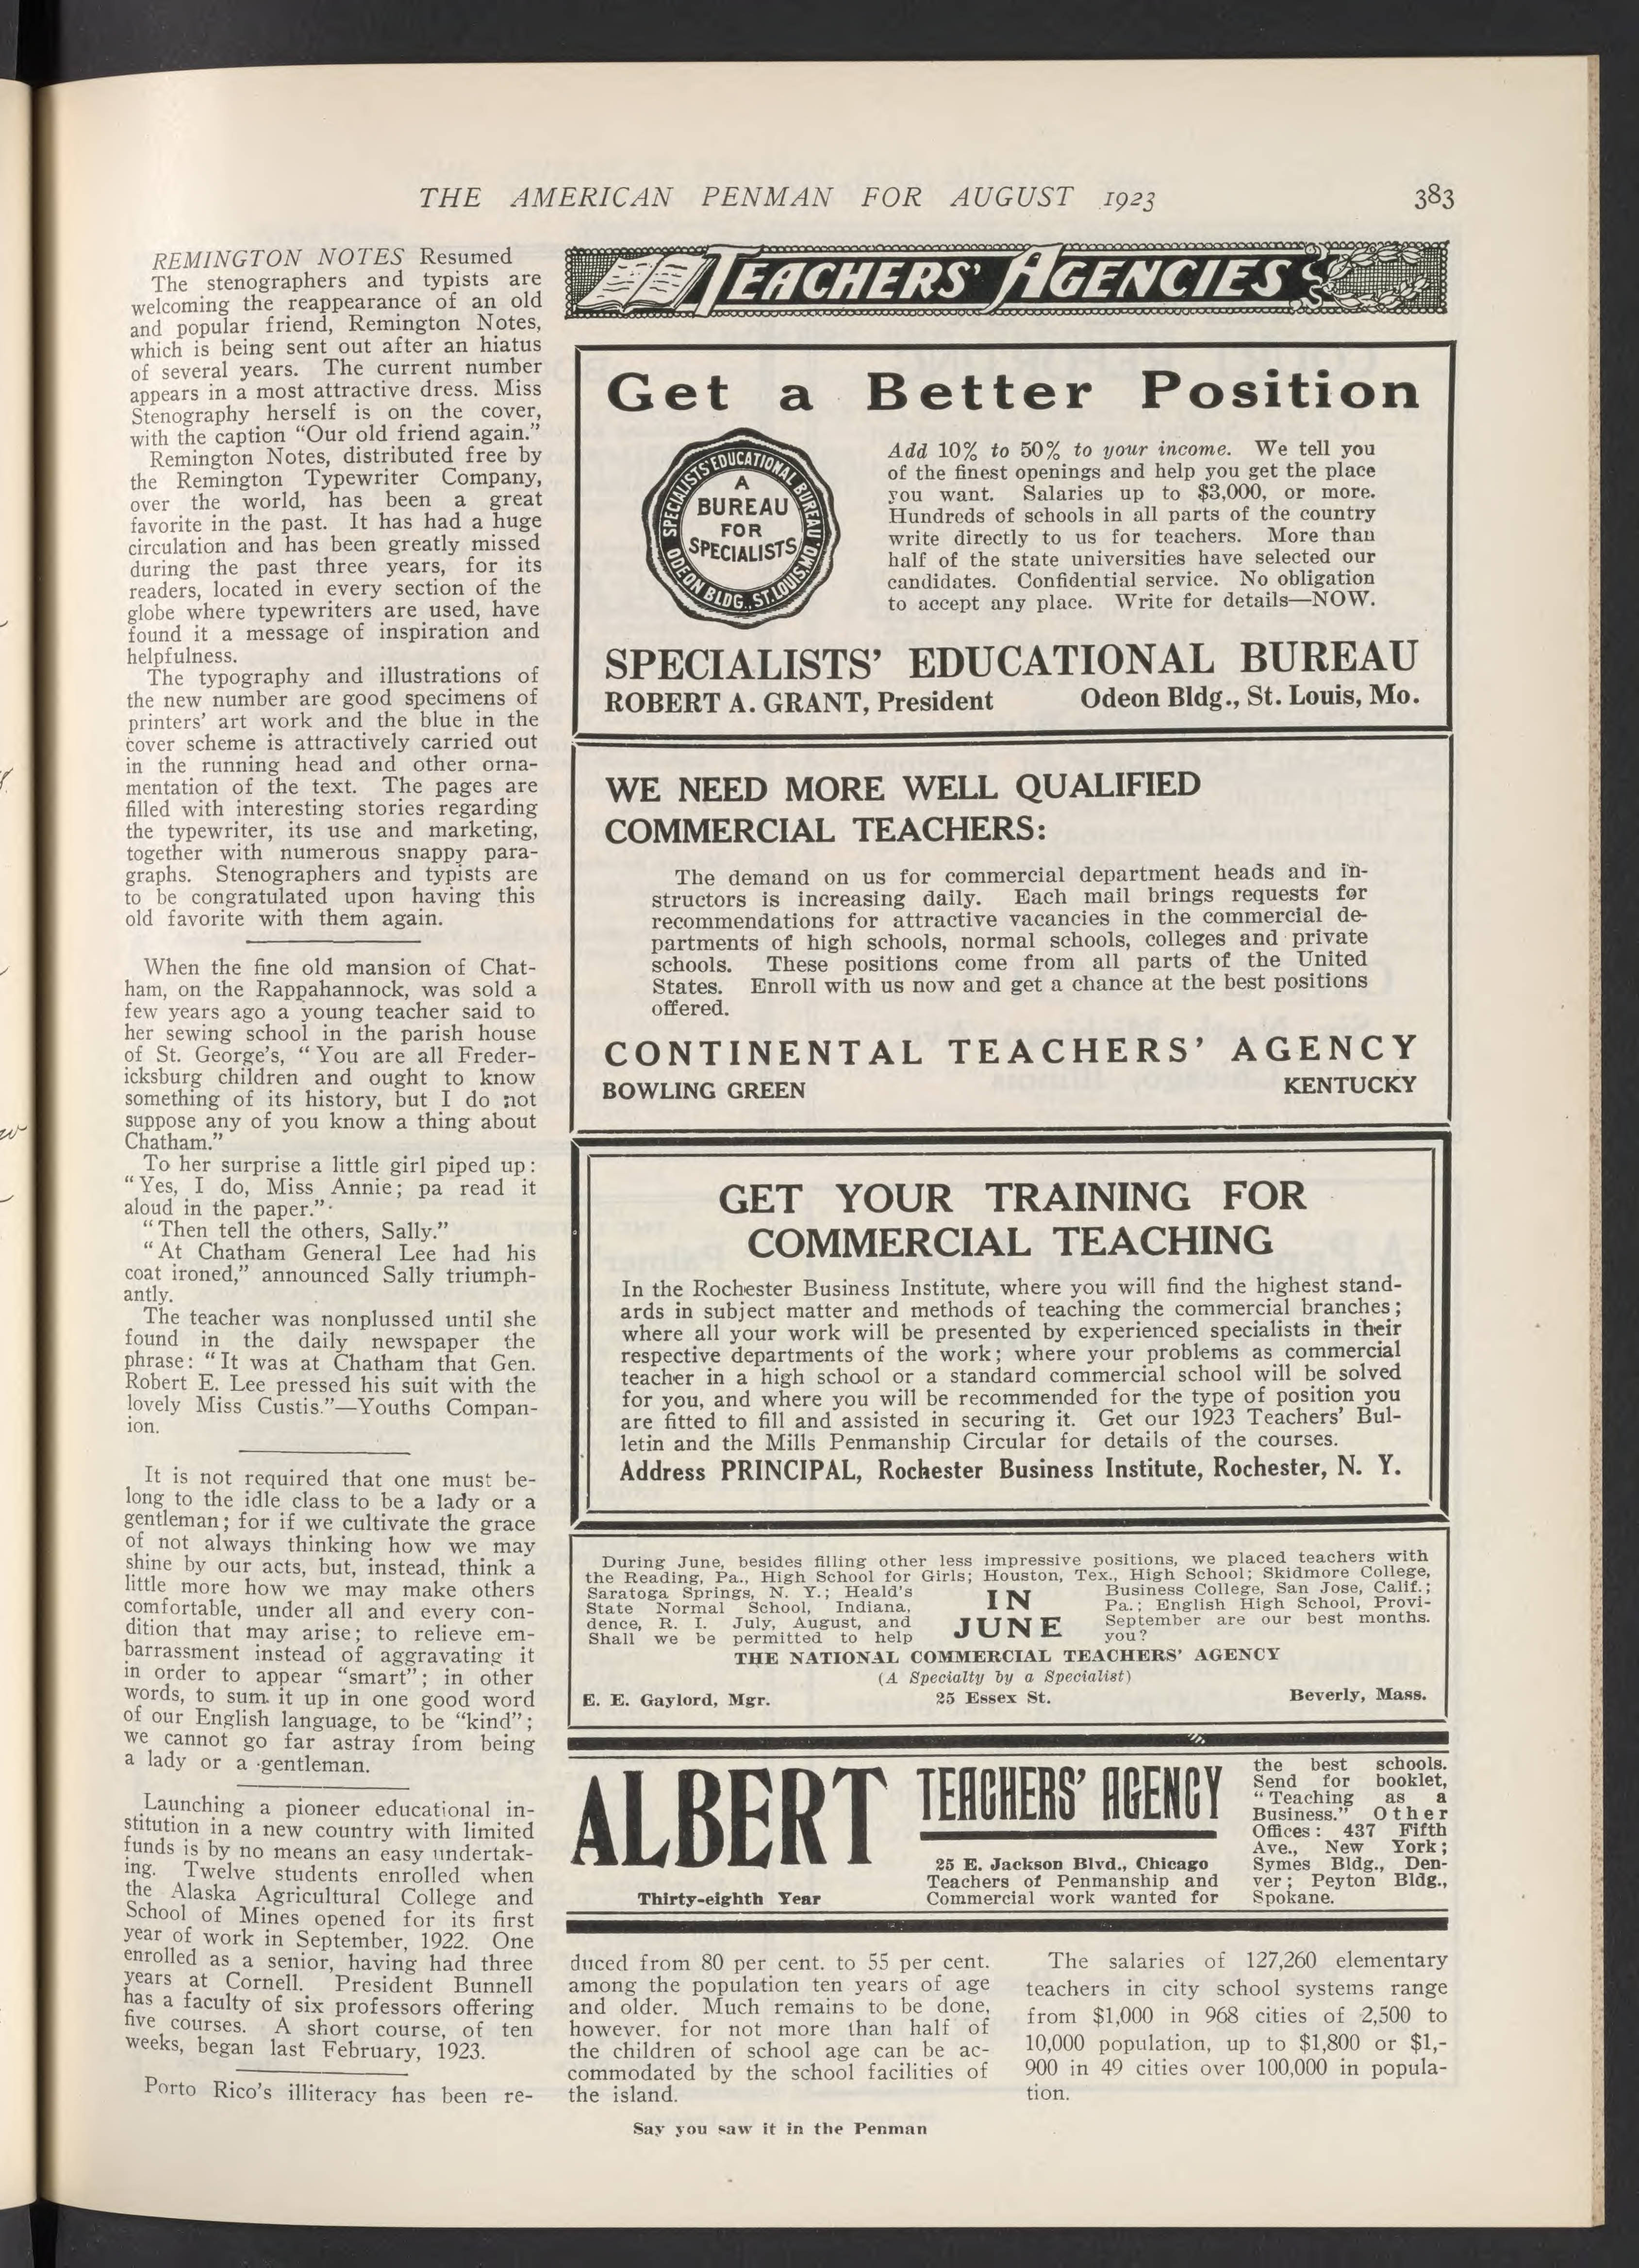 THE AMERICAN PENMAN FOR AUGUST 1923 383
REMINGTON NOTES Resumed
The stenographers and typists are
welcoming the reappearance of an old
and popular friend, Remington Notes,
which is being sent out after an hiatus
of several years. The current number
appears in a most attractive dress. Miss
Stenography herself is on the cover,
with the caption “Our old friend again.”
Remington Notes, distributed free by
the Remington Typewriter Company,
over the world, has been a great
favorite in the past. It has had a huge
circulation and has been greatly missed
during the past three years, for its
readers, located in every section of the
globe where typewriters are used, have
found it a message of inspiration and
helpfulness.
The typography and illustrations of
the new number are good specimens of
printers’ art work and the blue in the
cover scheme is attractively carried out
in the running head and other orna-
mentation of the text. The pages are
filled with interesting stories regarding
the typewriter, its use and marketing,
together with numerous snappy para-
graphs. Stenographers and typists are
to be congratulated upon having this
old favorite with them again.
When the fine old mansion of Chat-
ham, on the Rappahannock, was sold a
few years ago a young teacher said to
her sewing school in the parish house
of St. George’s, “You are all Freder-
icksburg children and ought to know
something of its history, but I do not
suppose any of you know a thing about
Chatham.”
To her surprise a little girl piped up:
“Yes, I do, Miss Annie; pa read it
aloud in the paper.”
“Then tell the others, Sally.”
“At Chatham General Lee had his
coat ironed,” announced Sally triumph-
antly.
The teacher was nonplussed until she
found in the daily newspaper the
phrase: “It was at Chatham that Gen.
Robert E. Lee pressed his suit with the
lovely Miss Custis.”—Youths Compan-
ion.
It is not required that one must be-
long to the idle class to be a lady or a
gentleman; for if we cultivate the grace
of not always thinking how we may
shine by our acts, but, instead, think a
little more how we may make others
comfortable, under all and every con-
dition that may arise; to relieve em-
barrassment instead of aggravating it
in order to appear “smart”; in other
words, to sum it up in one good word
of our English language, to be “kind”;
we cannot go far astray from being
a lady or a gentleman.
Launching a pioneer educational in-
stitution in a new country with limited
funds is by no means an easy undertak-
ing. Twelve students enrolled when
the Alaska Agricultural College and
School of Mines opened for its first
year of work in September, 1922. One
enrolled as a senior, having had three
years at Cornell. President Bunnell
has a faculty of six professors offering
five courses. A short course, of ten
weeks, began last February, 1923.
Porto Rico’s illiteracy has been re-
TEACHERS’ AGENCIES
Get a Better Position
SPECIALISTS’ EDUCATIONAL BUREAU
ODEON BLDG., ST. LOUIS, MO.
A
BUREAU
FOR
SPECIALISTS
Add 10% to 50% to your income. We tell you
of the finest openings and help you get the place
you want. Salaries up to $3,000, or more.
Hundreds of schools in all parts of the country
write directly to us for teachers. More than
half of the state universities have selected our
candidates. Confidential service. No obligation
to accept any place. Write for details—NOW.
SPECIALISTS’ EDUCATIONAL BUREAU
ROBERT A. GRANT, President Odeon Bldg., St. Louis, Mo.
WE NEED MORE WELL QUALIFIED
COMMERCIAL TEACHERS:
The demand on us for commercial department heads and in-
structors is increasing daily. Each mail brings requests for
recommendations for attractive vacancies in the commercial de-
partments of high schools, normal schools, colleges and private
schools. These positions come from all parts of the United
States. Enroll with us now and get a chance at the best positions
offered.
CONTINENTAL TEACHERS’ AGENCY
BOWLING GREEN KENTUCKY
GET YOUR TRAINING FOR
COMMERCIAL TEACHING
In the Rochester Business Institute, where you will find the highest stand-
ards in subject matter and methods of teaching the commercial branches;
where all your work will be presented by experienced specialists in their
respective departments of the work; where your problems as commercial
teacher in a high school or a standard commercial school will be solved
for you, and where you will be recommended for the type of position you
are fitted to fill and assisted in securing it. Get our 1923 Teachers’ Bul-
letin and the Mills Penmanship Circular for details of the courses.
Address PRINCIPAL, Rochester Business Institute, Rochester, N. Y.
During June, besides filling other less impressive positions, we placed teachers with
the Reading, Pa., High School for Girls; Houston, Tex., High School; Skidmore College,
Saratoga Springs, N. Y.; Heald’s Business College, San Jose, Calif.;
State Normal School, Indiana, Pa.; English High School, Provi-
dence, R. I. July, August, and September are our best months.
Shall we be permitted to help you?
IN
JUNE
THE NATIONAL COMMERCIAL TEACHERS’ AGENCY
(A Specialty by a Specialist)
E. E. Gaylord, Mgr. 25 Essex St. Beverly, Mass.
ALBERT
Thirty-eighth Year
TEACHERS’ AGENCY
25 E. Jackson Blvd., Chicago
Teachers of Penmanship and
Commercial work wanted for
the best schools.
Send for booklet,
“Teaching as a
Business.” Other
Offices: 437 Fifth
Ave., New York;
Symes Bldg., Den-
ver; Peyton Bldg.,
Spokane.
duced from 80 per cent. to 55 per cent.
among the population ten years of age
and older. Much remains to be done,
however, for not more than half of
the children of school age can be ac-
commodated by the school facilities of
the island.
The salaries of 127,260 elementary
teachers in city school systems range
from $1,000 in 968 cities of 2,500 to
10,000 population, up to $1,800 or $1,-
900 in 49 cities over 100,000 in popula-
tion.
Say you saw it in the Penman